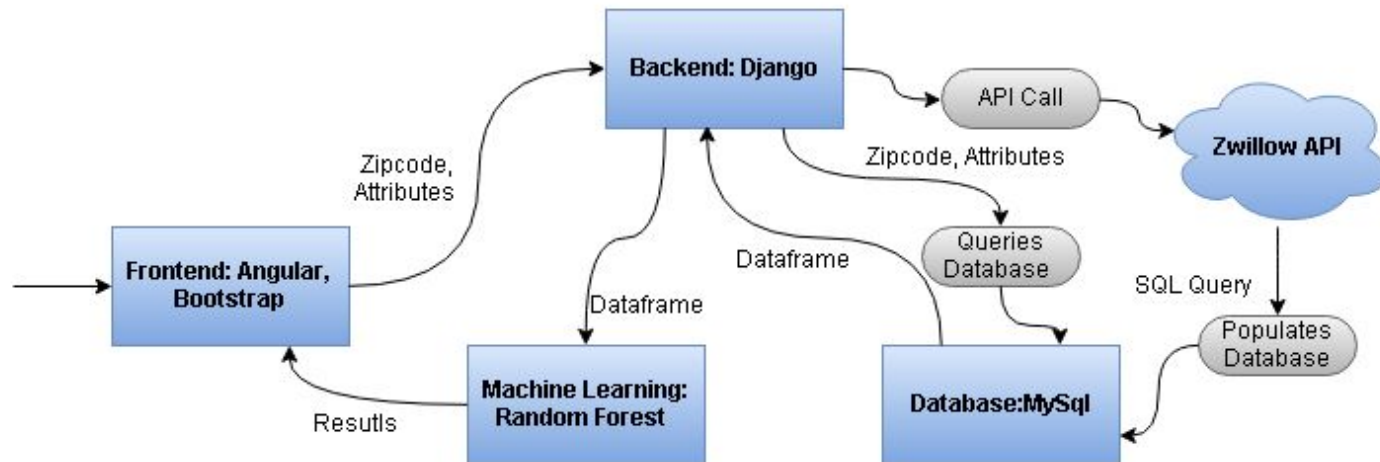 Backend: Django
API Call
Zwillow API
Zipcode,
Attributes
Zipcode, Attributes
Queries
Database
Dataframe
SQL Query
Frontend: Angular,
Bootstrap
Dataframe
Populates
Database
Machine Learning:
Random Forest
Database:MySql
Resutls